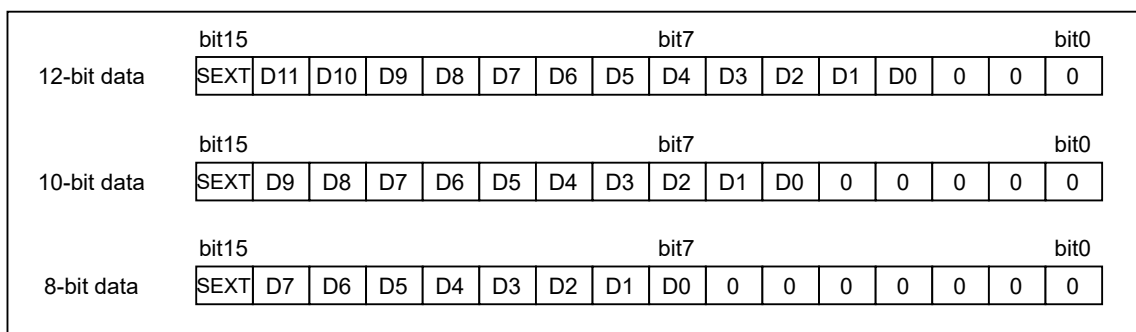 bit15 bit7 bit0
12-bit data SEXT D11 D10 D9 D8 D7 D6 D5 D4 D3 D2 D1 D0 0 0 0
bit15 bit7 bit0
10-bit data SEXT D9 D8 D7 D6 D5 D4 D3 D2 D1 D0 0 0 0 0 0
bit15 bit7 bit0
8-bit data SEXT D7 D6 D5 D4 D3 D2 D1 D0 0 0 0 0 0 0 0